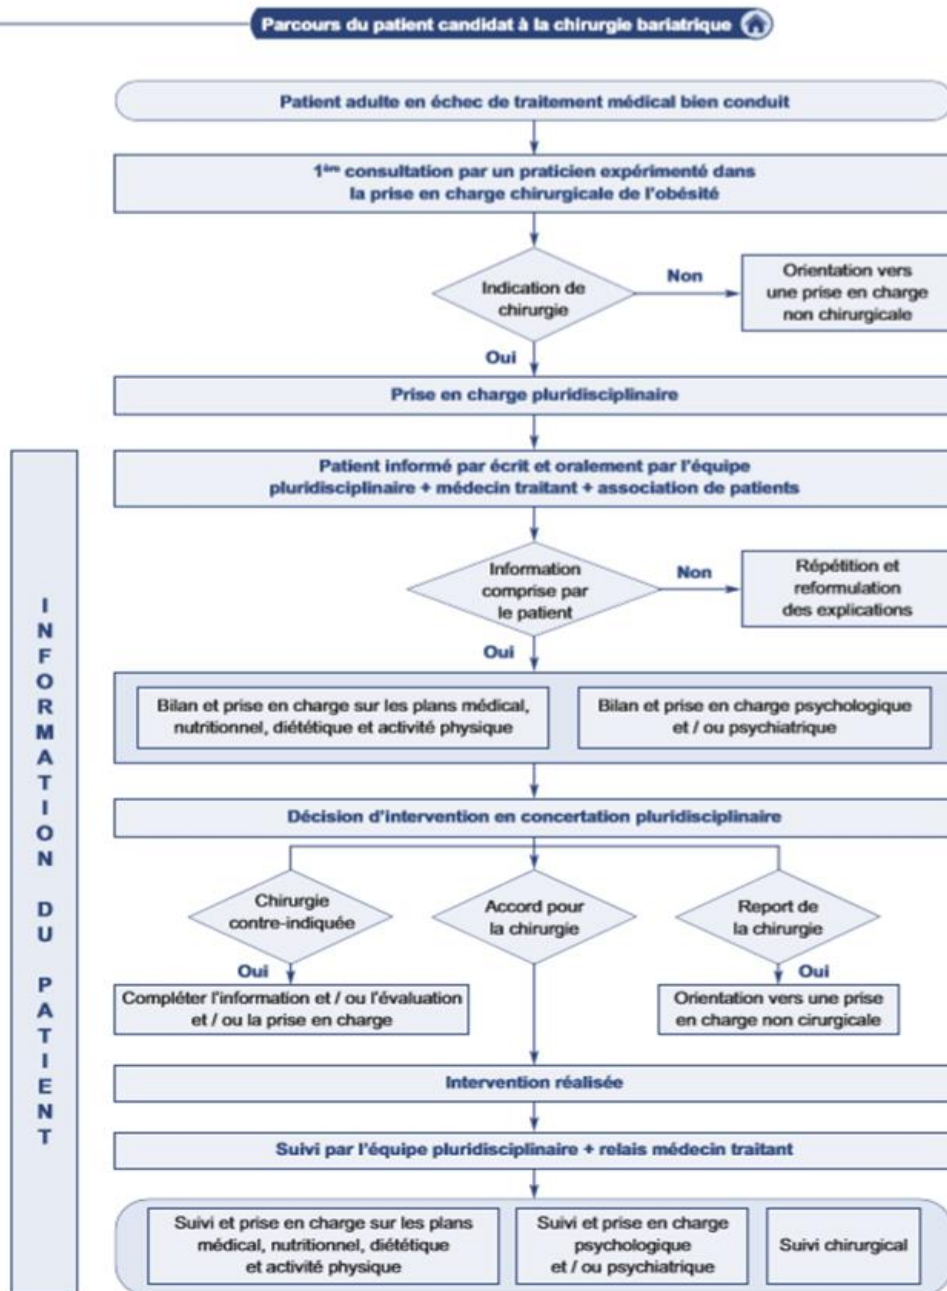 Parcours du patient candidat à la chirurgie bariatrique
Patient adulte en échec de traitement médical bien conduit
1ère consultation par un praticien expérimenté dans
la prise en charge chirurgicale de l'obésité
Indication de
chirurgie
Non
Orientation vers
une prise en charge
non chirurgicale
Oui
Prise en charge pluridisciplinaire
INFORMATION DU PATIENT
Patient informé par écrit et oralement par l'équipe
pluridisciplinaire + médecin traitant + association de patients
Information
comprise par
le patient
Non
Répétition et
reformulation
des explications
Oui
Bilan et prise en charge sur les plans médical,
nutritionnel, diététique et activité physique
Bilan et prise en charge psychologique
et / ou psychiatrique
Décision d'intervention en concertation pluridisciplinaire
Chirurgie
contre-indiquée
Accord pour
la chirurgie
Report de
la chirurgie
Oui
Oui
Compléter l'information et / ou l'évaluation
et / ou la prise en charge
Orientation vers une prise
en charge non cirurgicale
Intervention réalisée
Suivi par l'équipe pluridisciplinaire + relais médecin traitant
Suivi et prise en charge sur les plans
médical, nutritionnel, diététique
et activité physique
Suivi et prise en charge
psychologique
et / ou psychiatrique
Suivi chirurgical